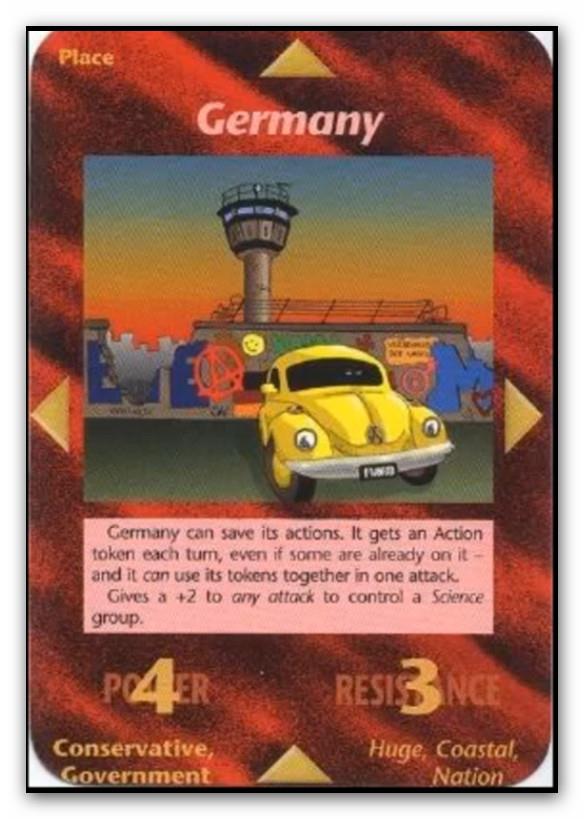 Place
Germany
Germany can save its actions. It gets an Action
token each turn, even if some are already on it –
and it can use its tokens together in one attack.
Gives a +2 to any attack to control a Science
group.
POWER 4
RESISTANCE 3
Conservative,
Government
Huge, Coastal,
Nation